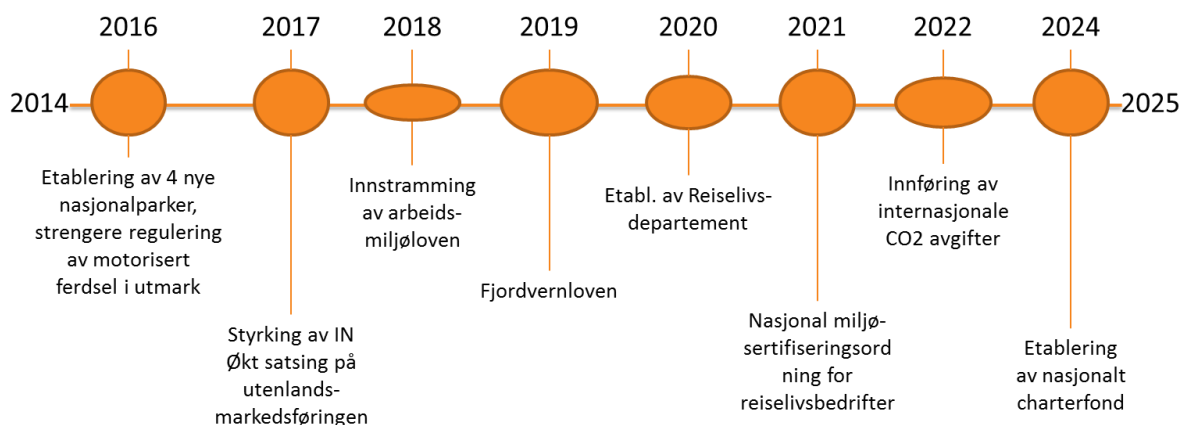 2016
2017
2018
2019
2020
2021
2022
2024
2014
2025
Etablering av 4 nye
nasjonalparker,
strengere regulering
av motorisert
ferdsel i utmark
Styrking av IN
Økt satsing på
utenlands-
markedsføringen
Innstramming
av arbeids-
miljøloven
Fjordvernloven
Etabl. av Reiselivs-
departement
Nasjonal miljø-
sertifiseringsord
ning for
reiselivsbedrifter
Innføring av
internasjonale
CO2 avgifter
Etablering
av nasjonalt
charterfond